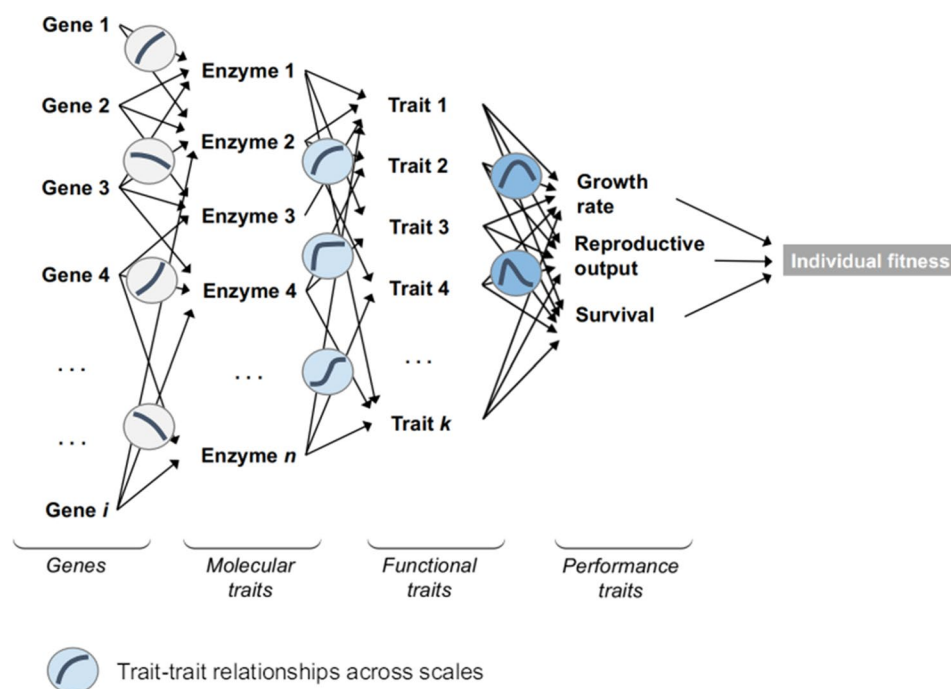 Gene 1
Gene 2
Gene 3
Gene 4
...
...
Gene i
Enzyme 1
Enzyme 2
Enzyme 3
Enzyme 4
...
Enzyme n
Trait 1
Trait 2
Trait 3
Trait 4
...
Trait k
Growth
rate
Reproductive
output
Survival
Individual fitness
Genes
Molecular
traits
Functional
traits
Performance
traits
Trait-trait relationships across scales